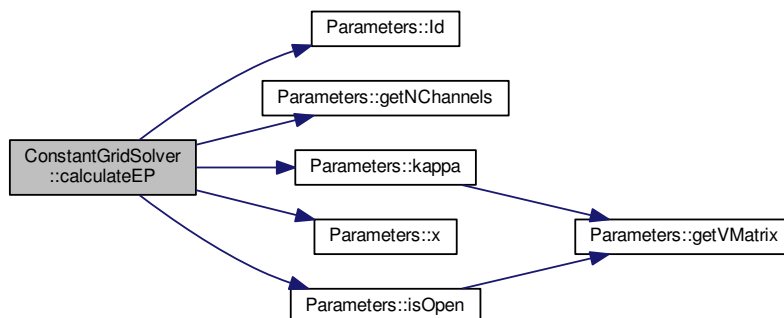 Parameters::Id
Parameters::getNChannels
ConstantGridSolver
::calculateEP
Parameters::kappa
Parameters::x
Parameters::getVMatrix
Parameters::isOpen